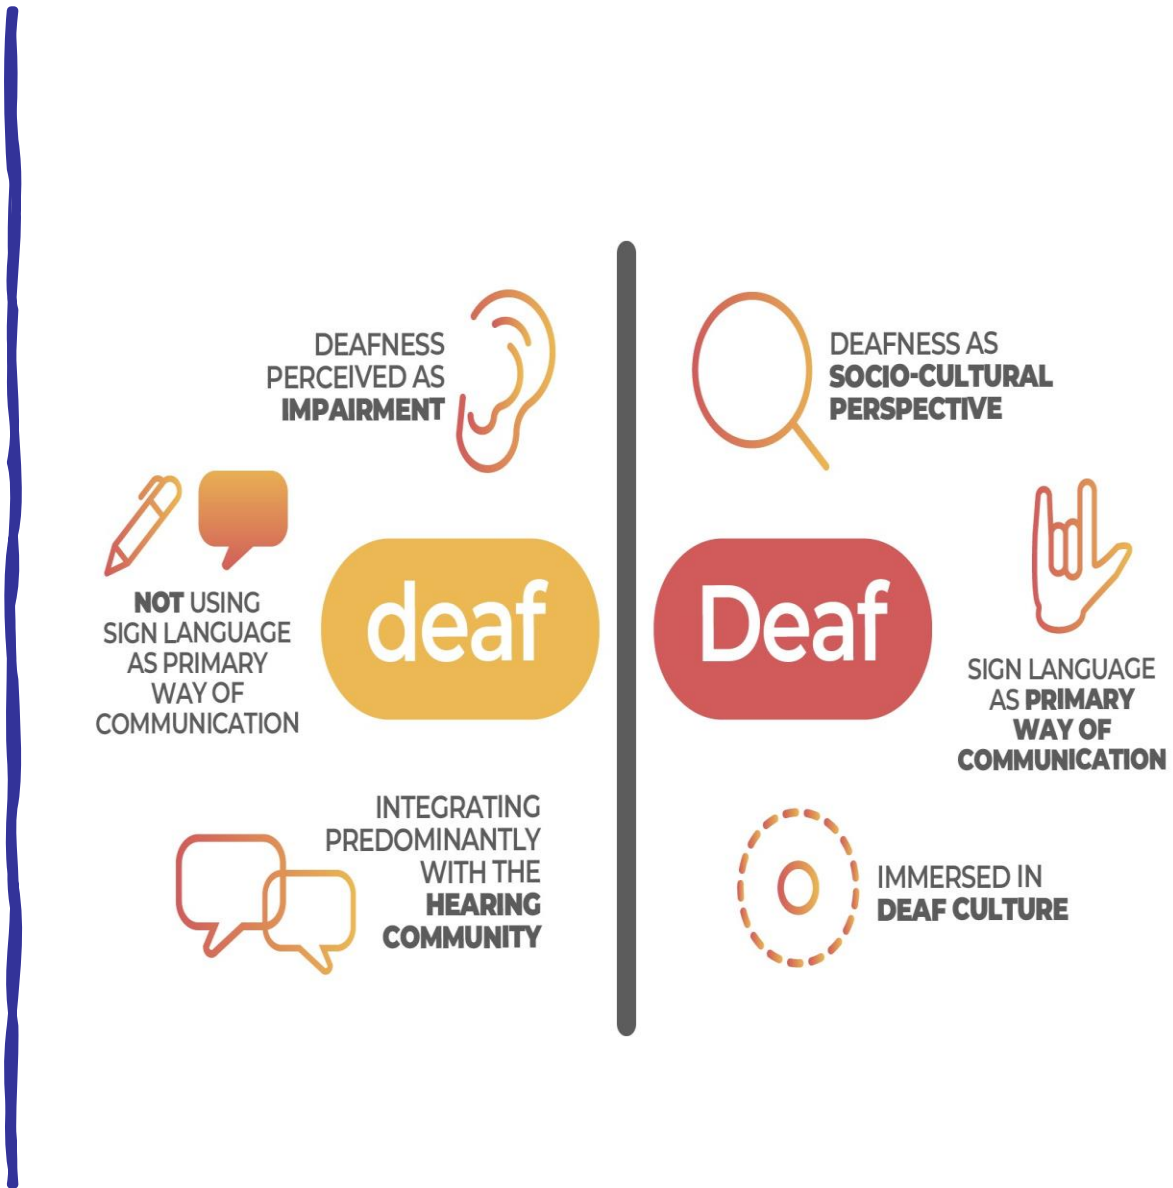 DEAFNESS
PERCEIVED AS
IMPAIRMENT
NOT USING
SIGN LANGUAGE
AS PRIMARY
WAY OF
COMMUNICATION
deaf
INTEGRATING
PREDOMINANTLY
WITH THE
HEARING
COMMUNITY
DEAFNESS AS
SOCIO-CULTURAL
PERSPECTIVE
Deaf
SIGN LANGUAGE
AS PRIMARY
WAY OF
COMMUNICATION
IMMERSED IN
DEAF CULTURE